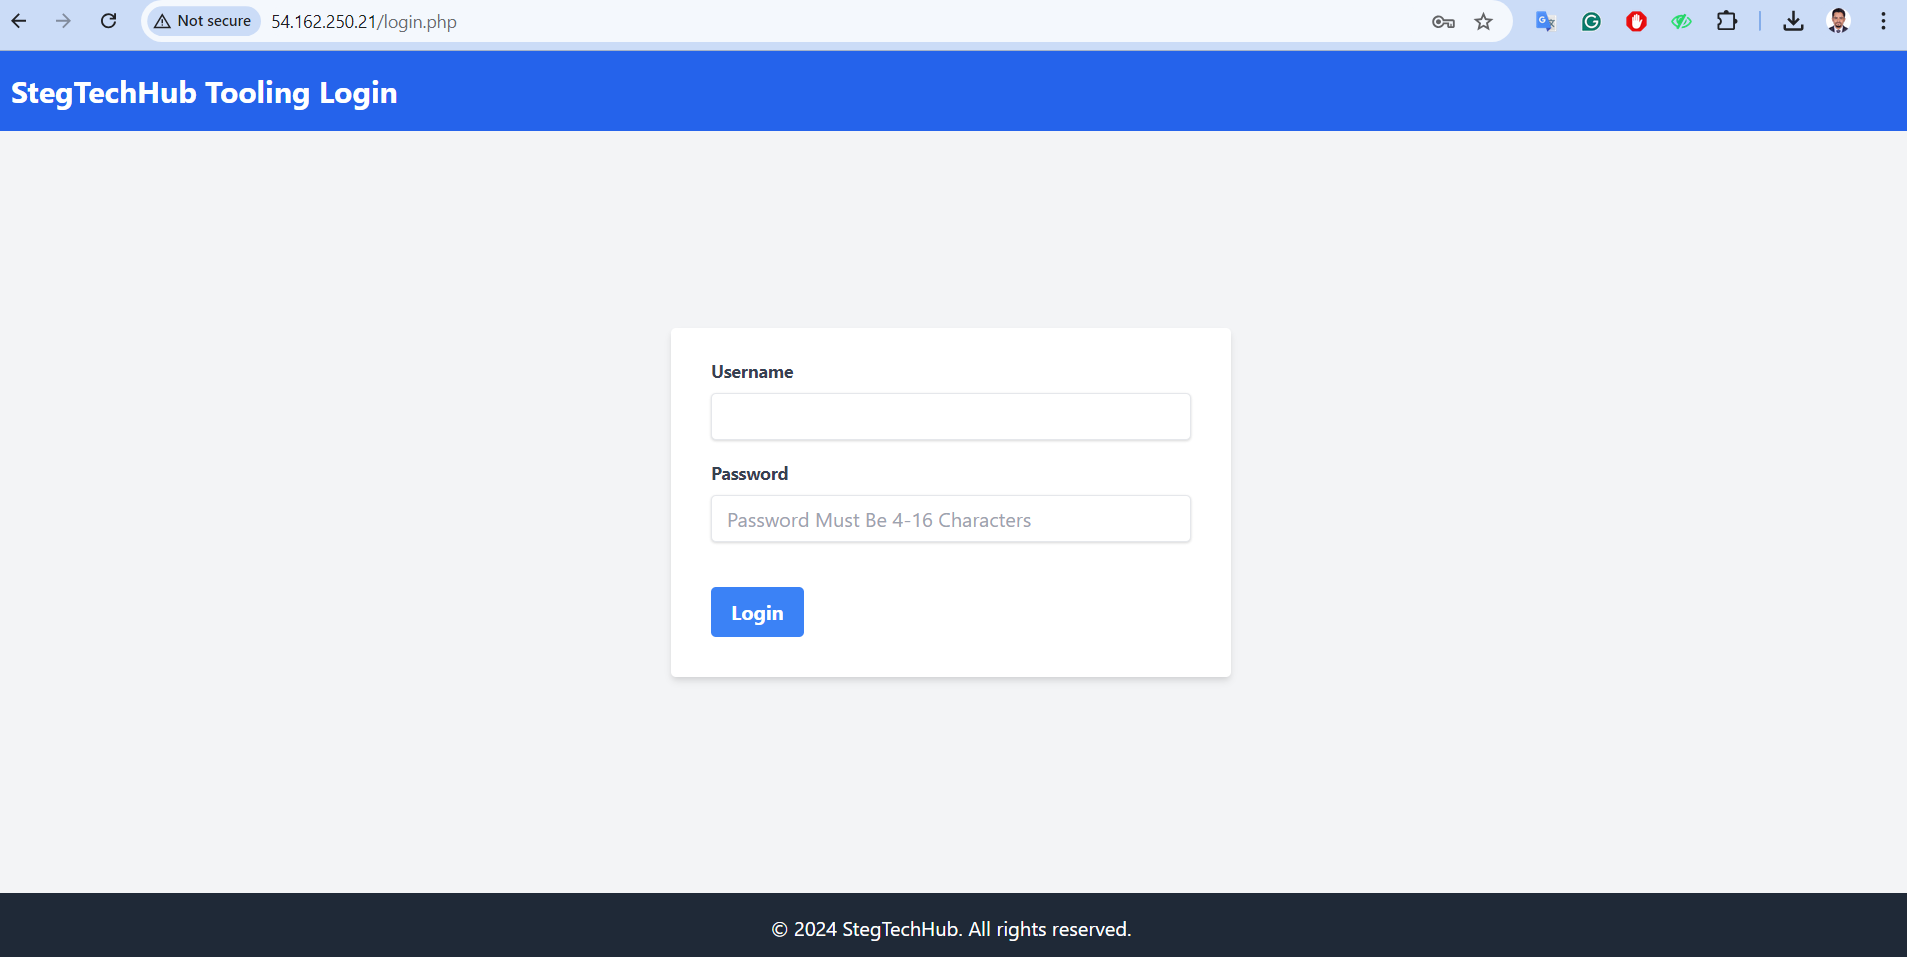 Not secure 54.162.250.21/login.php
StegTechHub Tooling Login
Username
Password
Password Must Be 4-16 Characters
Login
© 2024 StegTechHub. All rights reserved.